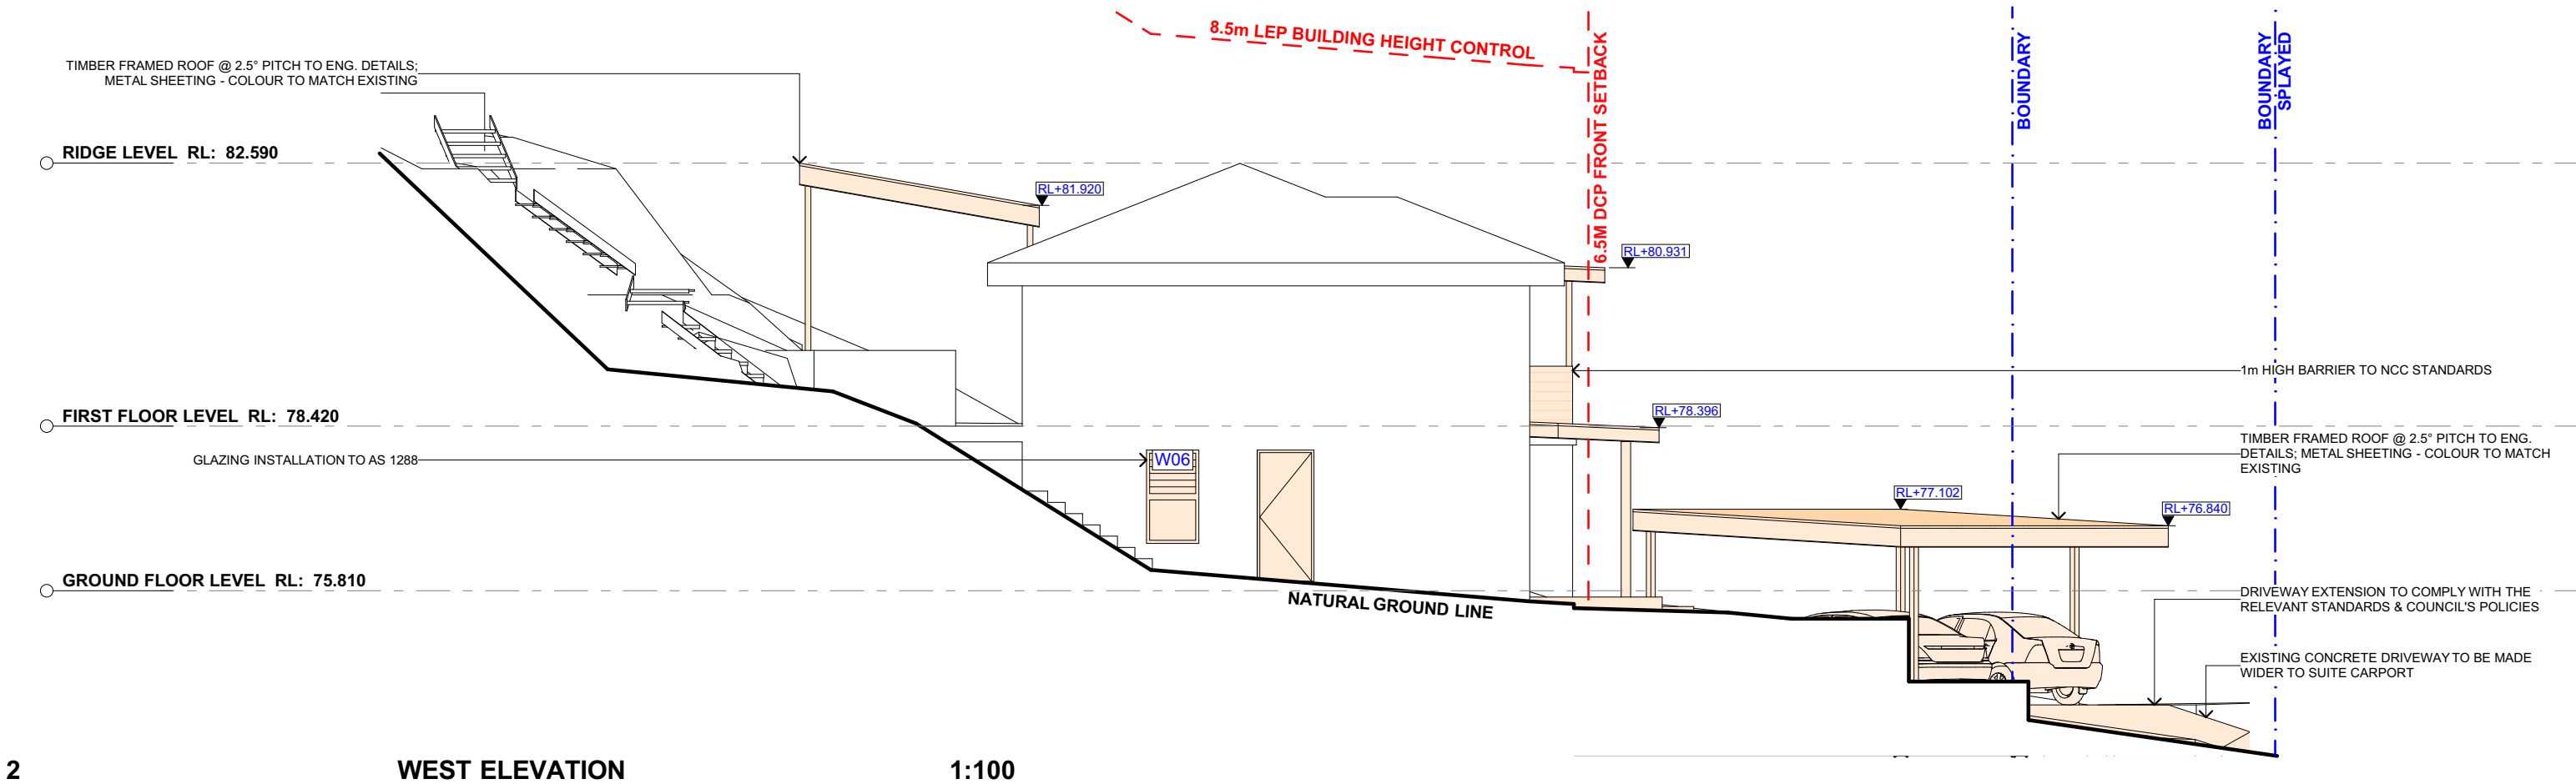 8.5m LEP BUILDING HEIGHT CONTROL
6.5M DCP FRONT SETBACK
BOUNDARY
BOUNDARY
SPLAYED
TIMBER FRAMED ROOF @ 2.5° PITCH TO ENG. DETAILS;
METAL SHEETING - COLOUR TO MATCH EXISTING
RIDGE LEVEL RL: 82.590
RL+81.920
RL+80.931
1m HIGH BARRIER TO NCC STANDARDS
FIRST FLOOR LEVEL RL: 78.420
RL+78.396
GLAZING INSTALLATION TO AS 1288
W06
TIMBER FRAMED ROOF @ 2.5° PITCH TO ENG.
DETAILS; METAL SHEETING - COLOUR TO MATCH
EXISTING
RL+77.102
RL+76.840
GROUND FLOOR LEVEL RL: 75.810
NATURAL GROUND LINE
DRIVEWAY EXTENSION TO COMPLY WITH THE
RELEVANT STANDARDS & COUNCIL'S POLICIES
EXISTING CONCRETE DRIVEWAY TO BE MADE
WIDER TO SUITE CARPORT
2 WEST ELEVATION 1:100